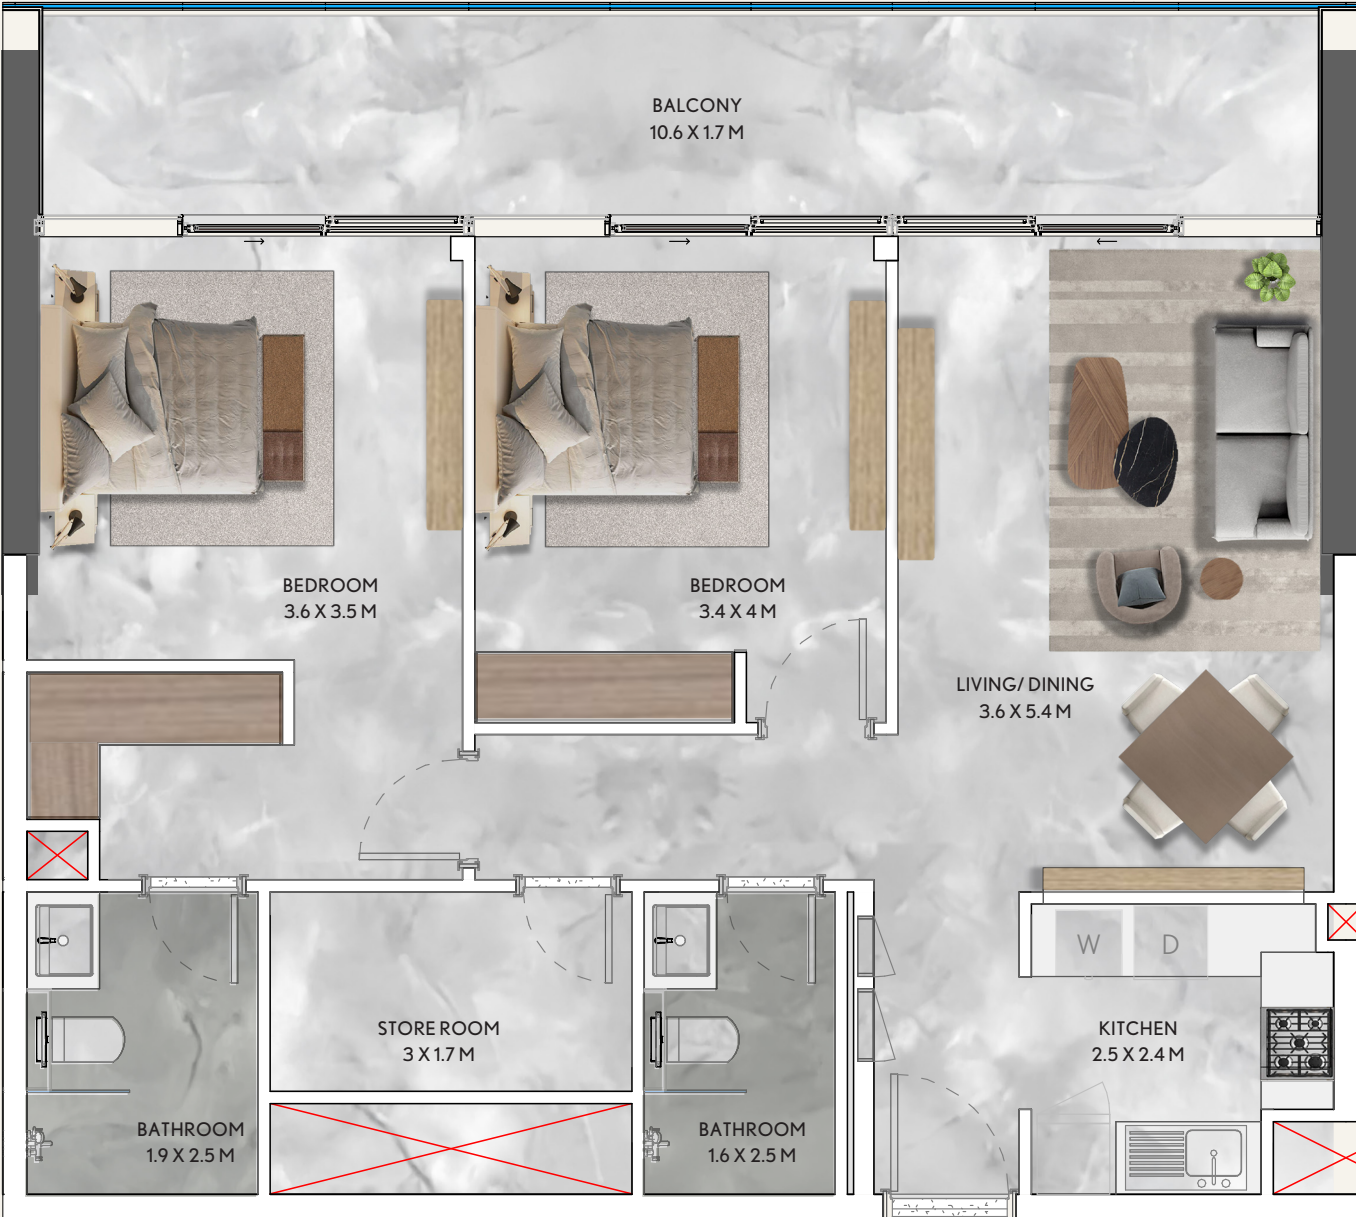 BALCONY
10.6 X 1.7 M
BEDROOM
3.6 X 3.5 M
BEDROOM
3.4 X 4 M
LIVING/ DINING
3.6 X 5.4 M
W
D
STORE ROOM
3 X 1.7 M
KITCHEN
2.5 X 2.4 M
BATHROOM
1.9 X 2.5 M
BATHROOM
1.6 X 2.5 M